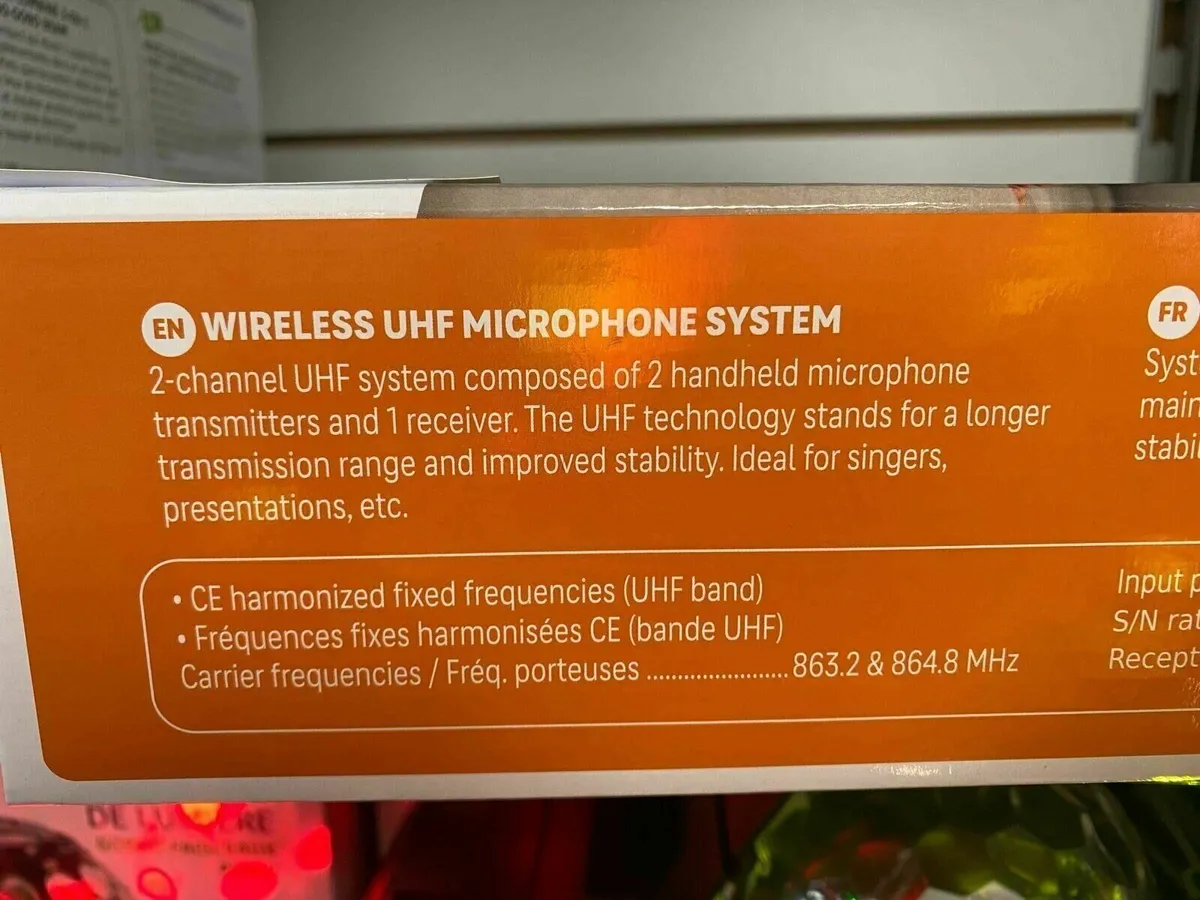 EN WIRELESS UHF MICROPHONE SYSTEM
2-channel UHF system composed of 2 handheld microphone
transmitters and 1 receiver. The UHF technology stands for a longer
transmission range and improved stability. Ideal for singers,
presentations, etc.
• CE harmonized fixed frequencies (UHF band)
• Fréquences fixes harmonisées CE (bande UHF)
Carrier frequencies / Fréq. porteuses ........................ 863.2 & 864.8 MHz
FR
Syst
main
stabil
Input p
S/N rat
Recept